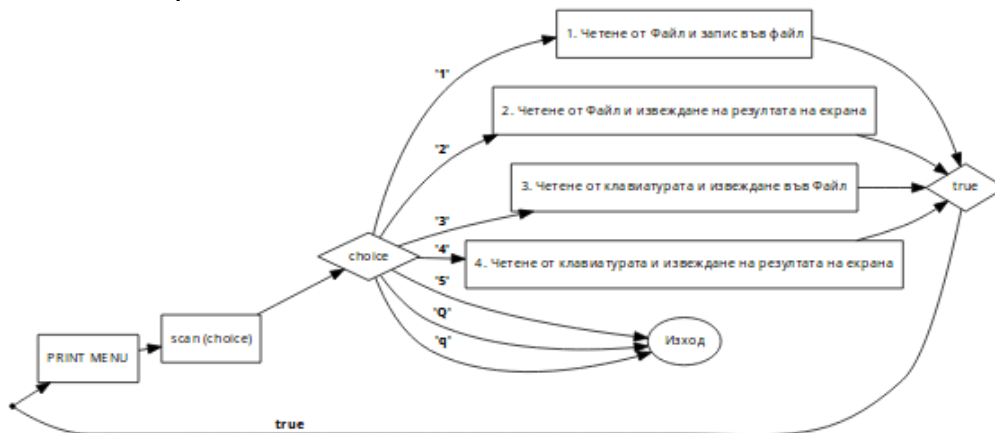 1. Четене от Файл и запис във файл
"1"
2. Четене от Файл и извеждане на резултата на екрана
"2"
3. Четене от клавиатурата и извеждане във Файл
true
"3"
choice
"4"
4. Четене от клавиатурата и извеждане на резултата на екрана
"5"
"Q"
scan (choice)
"q"
Изход
PRINT MENU
true